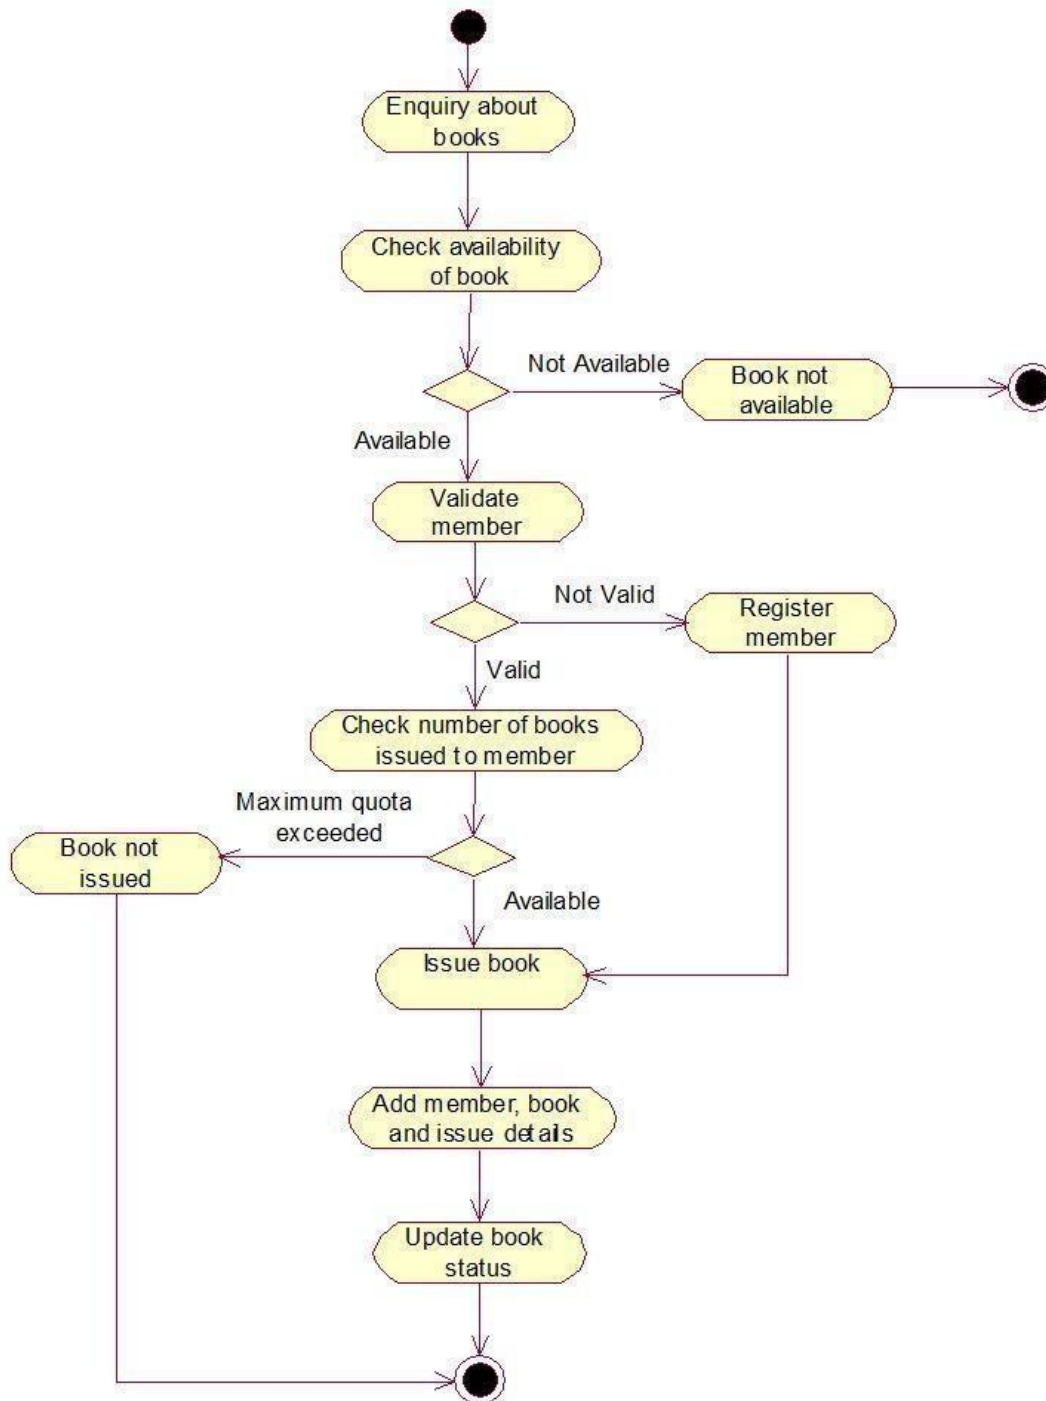 Enquiry about
books
Check availability
of book
Not Available
Book not
available
Available
Validate
member
Not Valid
Register
member
Valid
Check number of books
issued to member
Maximum quota
exceeded
Book not
issued
Available
Issue book
Add member, book
and issue details
Update book
status